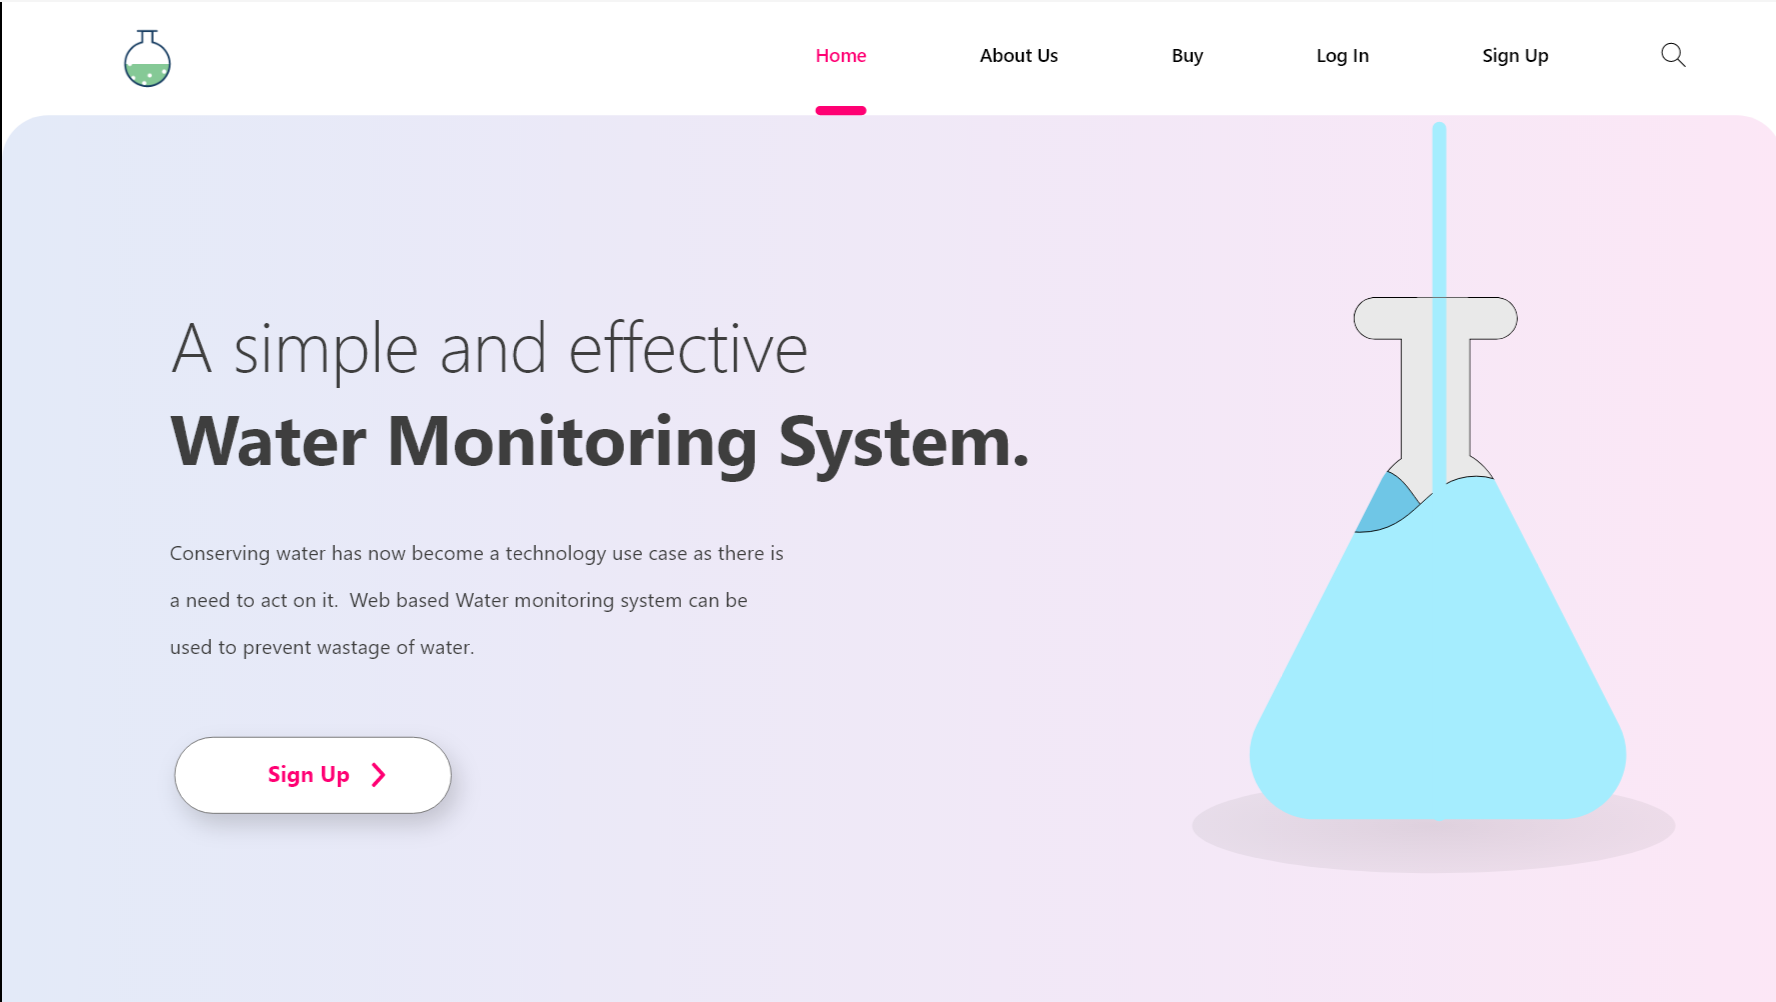 Home
About Us
Buy
Log In
Sign Up
A simple and effective
Water Monitoring System.
Conserving water has now become a technology use case as there is
a need to act on it.  Web based Water monitoring system can be
used to prevent wastage of water.
Sign Up